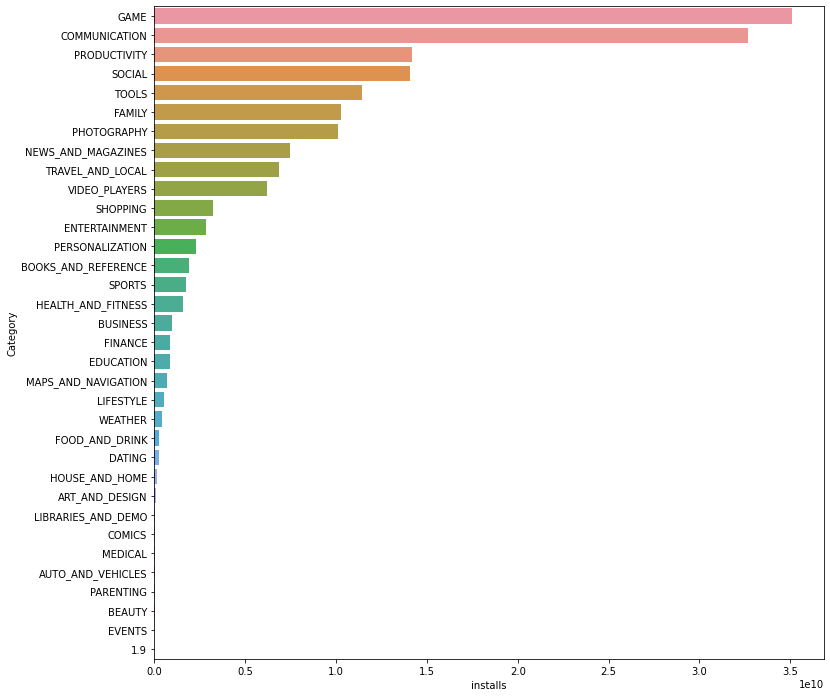 GAME
COMMUNICATION
PRODUCTIVITY
SOCIAL
TOOLS
FAMILY
PHOTOGRAPHY
NEWS_AND_MAGAZINES
TRAVEL_AND_LOCAL
VIDEO_PLAYERS
SHOPPING
ENTERTAINMENT
PERSONALIZATION
BOOKS_AND_REFERENCE
SPORTS
HEALTH_AND_FITNESS
BUSINESS
FINANCE
EDUCATION
MAPS_AND_NAVIGATION
LIFESTYLE
WEATHER
FOOD_AND_DRINK
DATING
HOUSE_AND_HOME
ART_AND_DESIGN
LIBRARIES_AND_DEMO
COMICS
MEDICAL
AUTO_AND_VEHICLES
PARENTING
BEAUTY
EVENTS
1.9
Category
0.0 0.5 1.0 1.5 2.0 2.5 3.0 3.5
1e10
installs